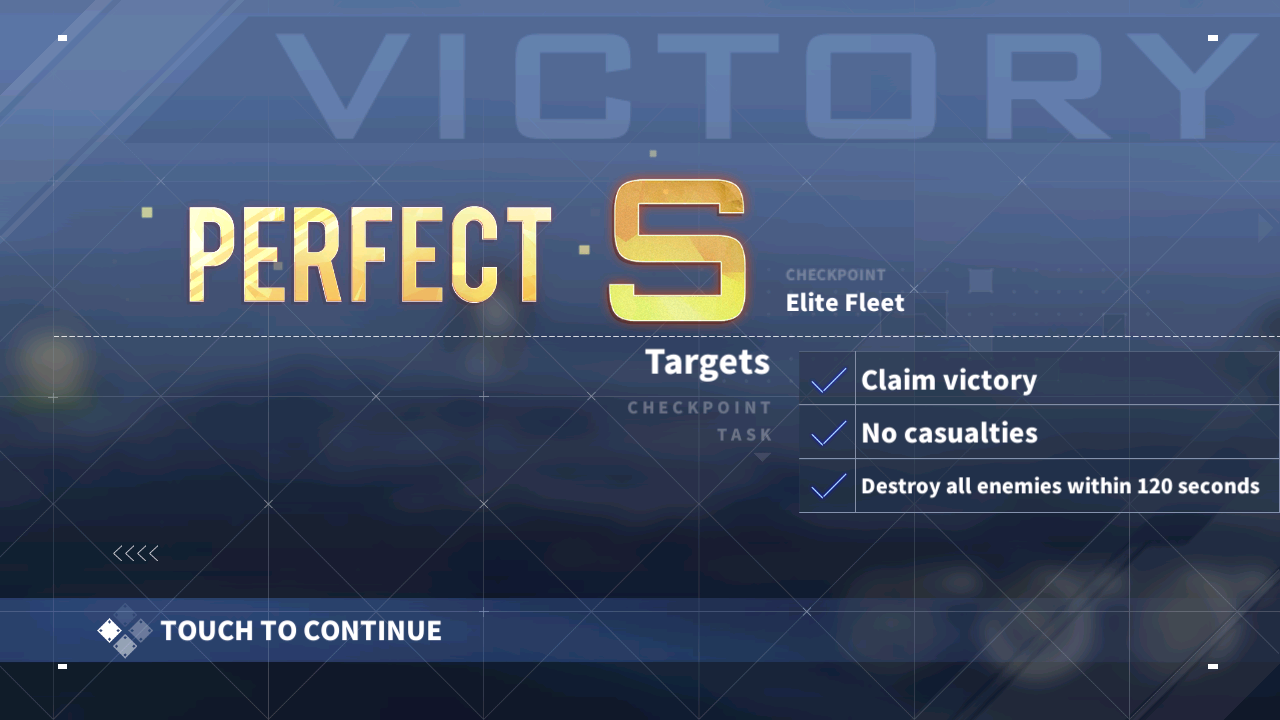 VICTORY
PERFECT S
CHECKPOINT
Elite Fleet
Targets
CHECKPOINT
TASK
Claim victory
No casualties
Destroy all enemies within 120 seconds
TOUCH TO CONTINUE